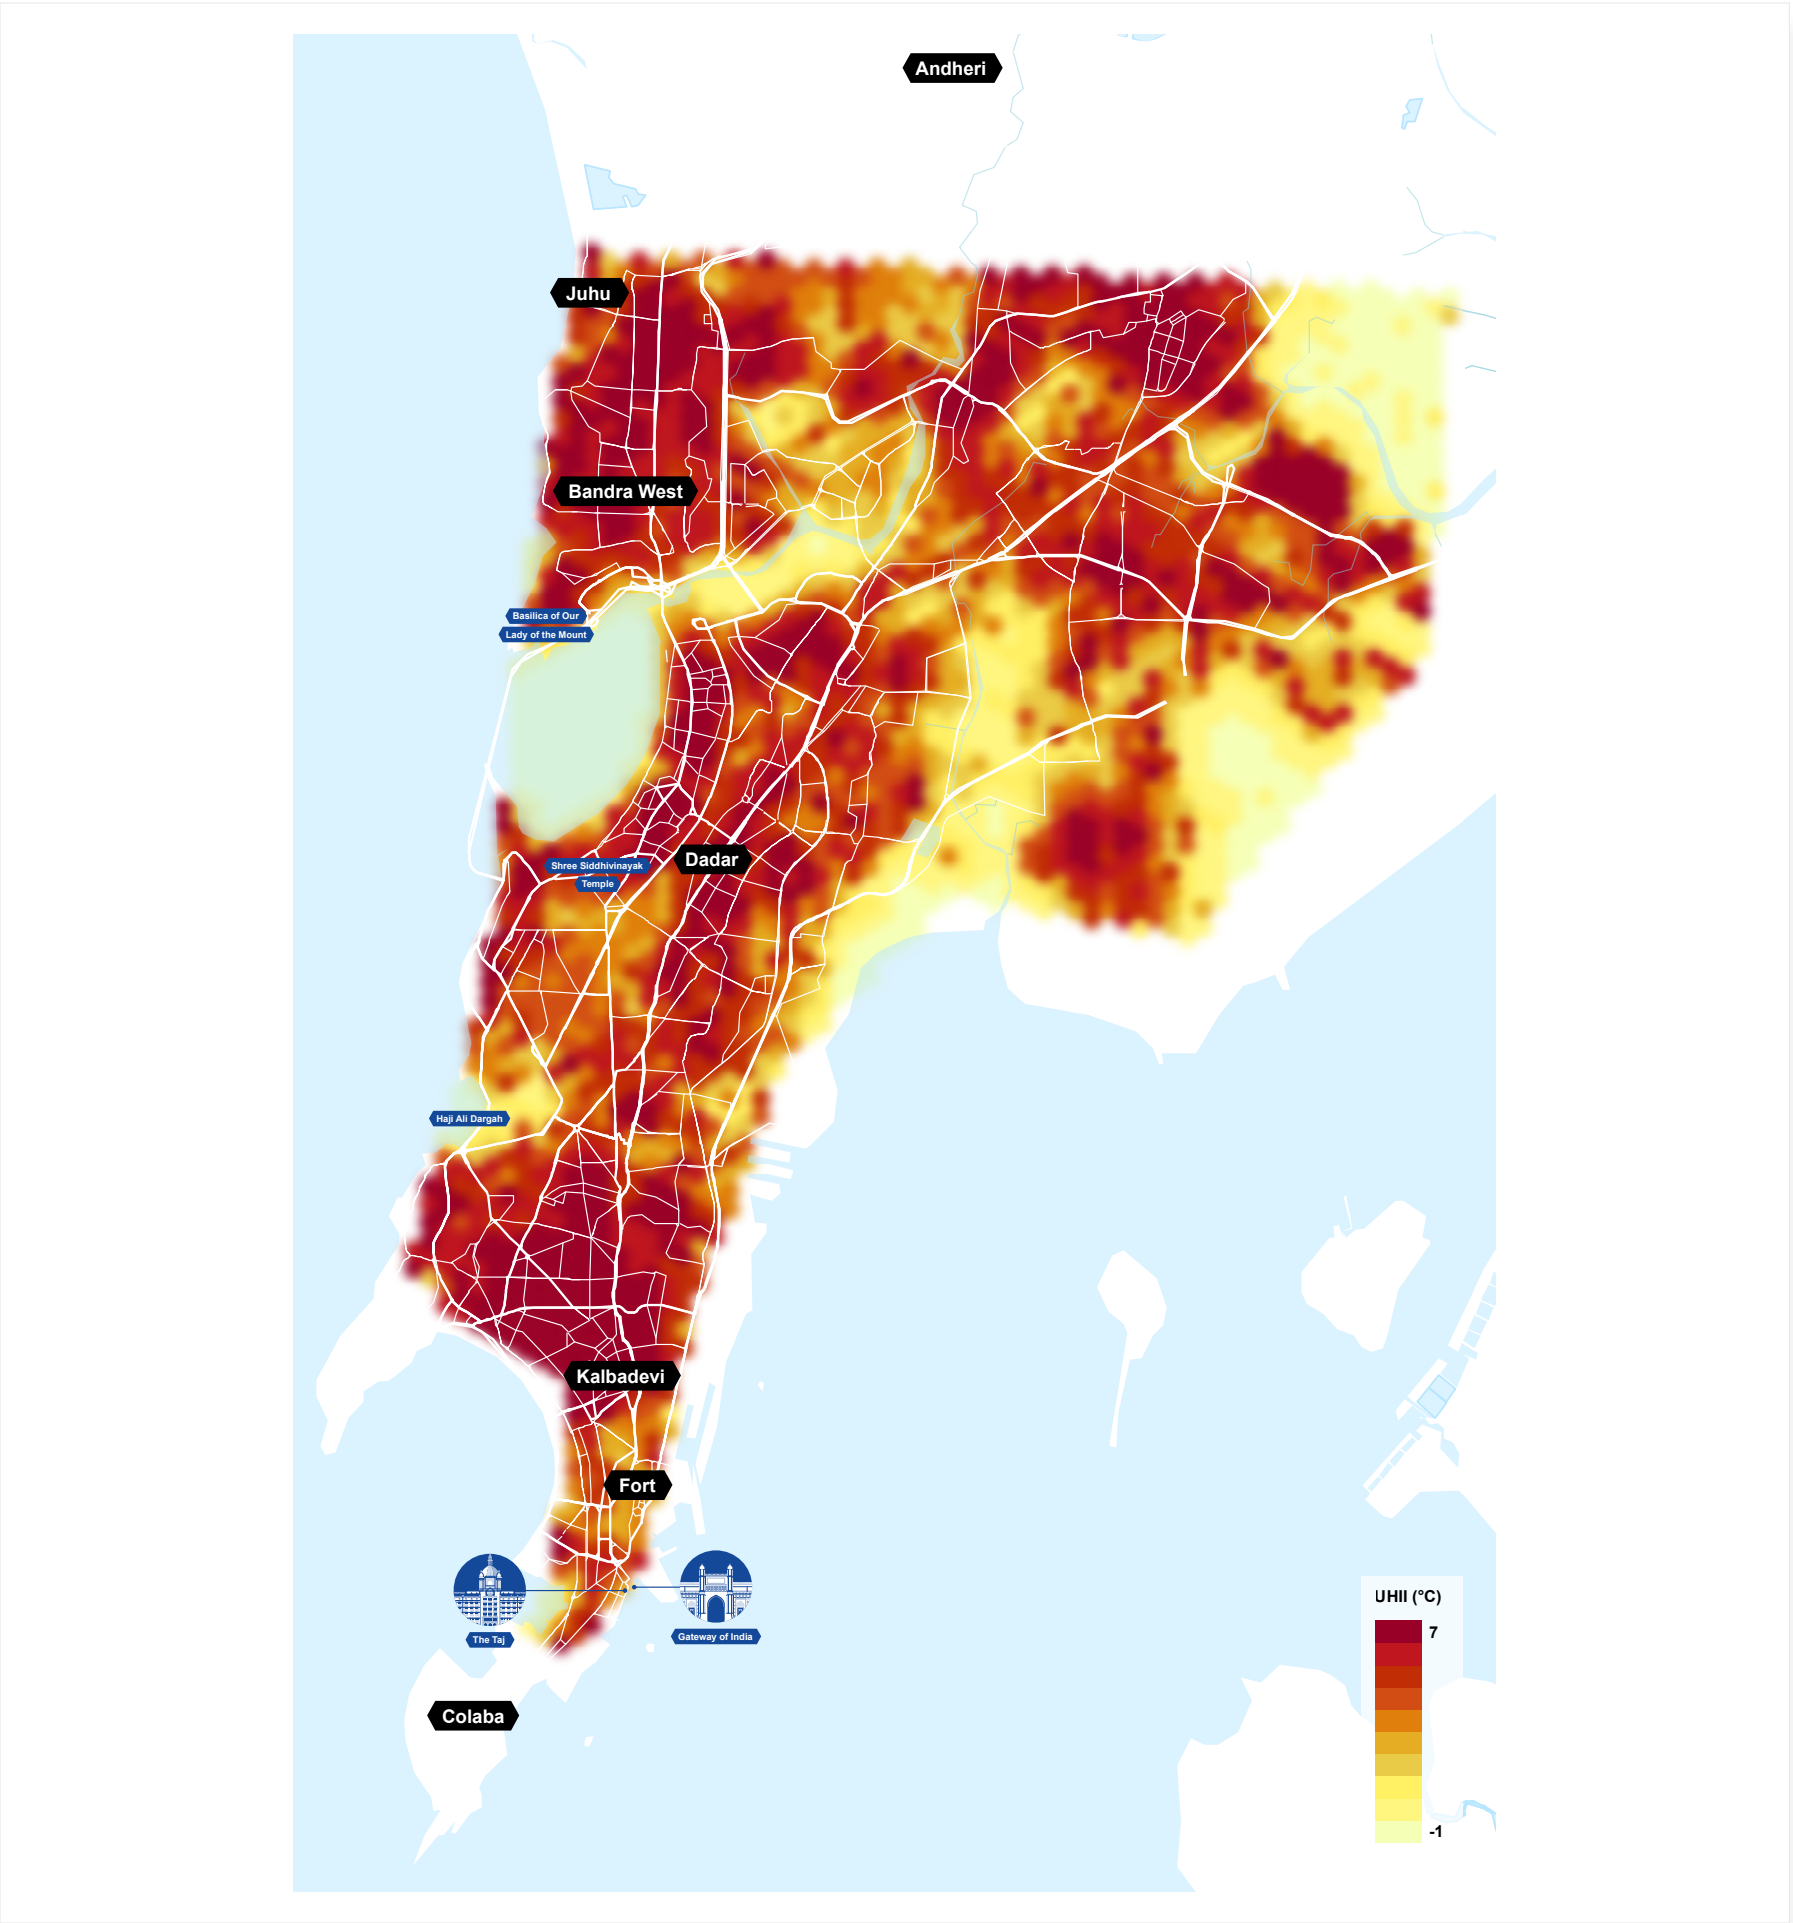 Andheri
Juhu
Bandra West
Basilica of Our
Lady of the Mount
Dadar
Shree Siddhivinayak
Temple
Haji Ali Dargah
Kalbadevi
Fort
The Taj
Gateway of India
Colaba
UHII (°C)
7
-1